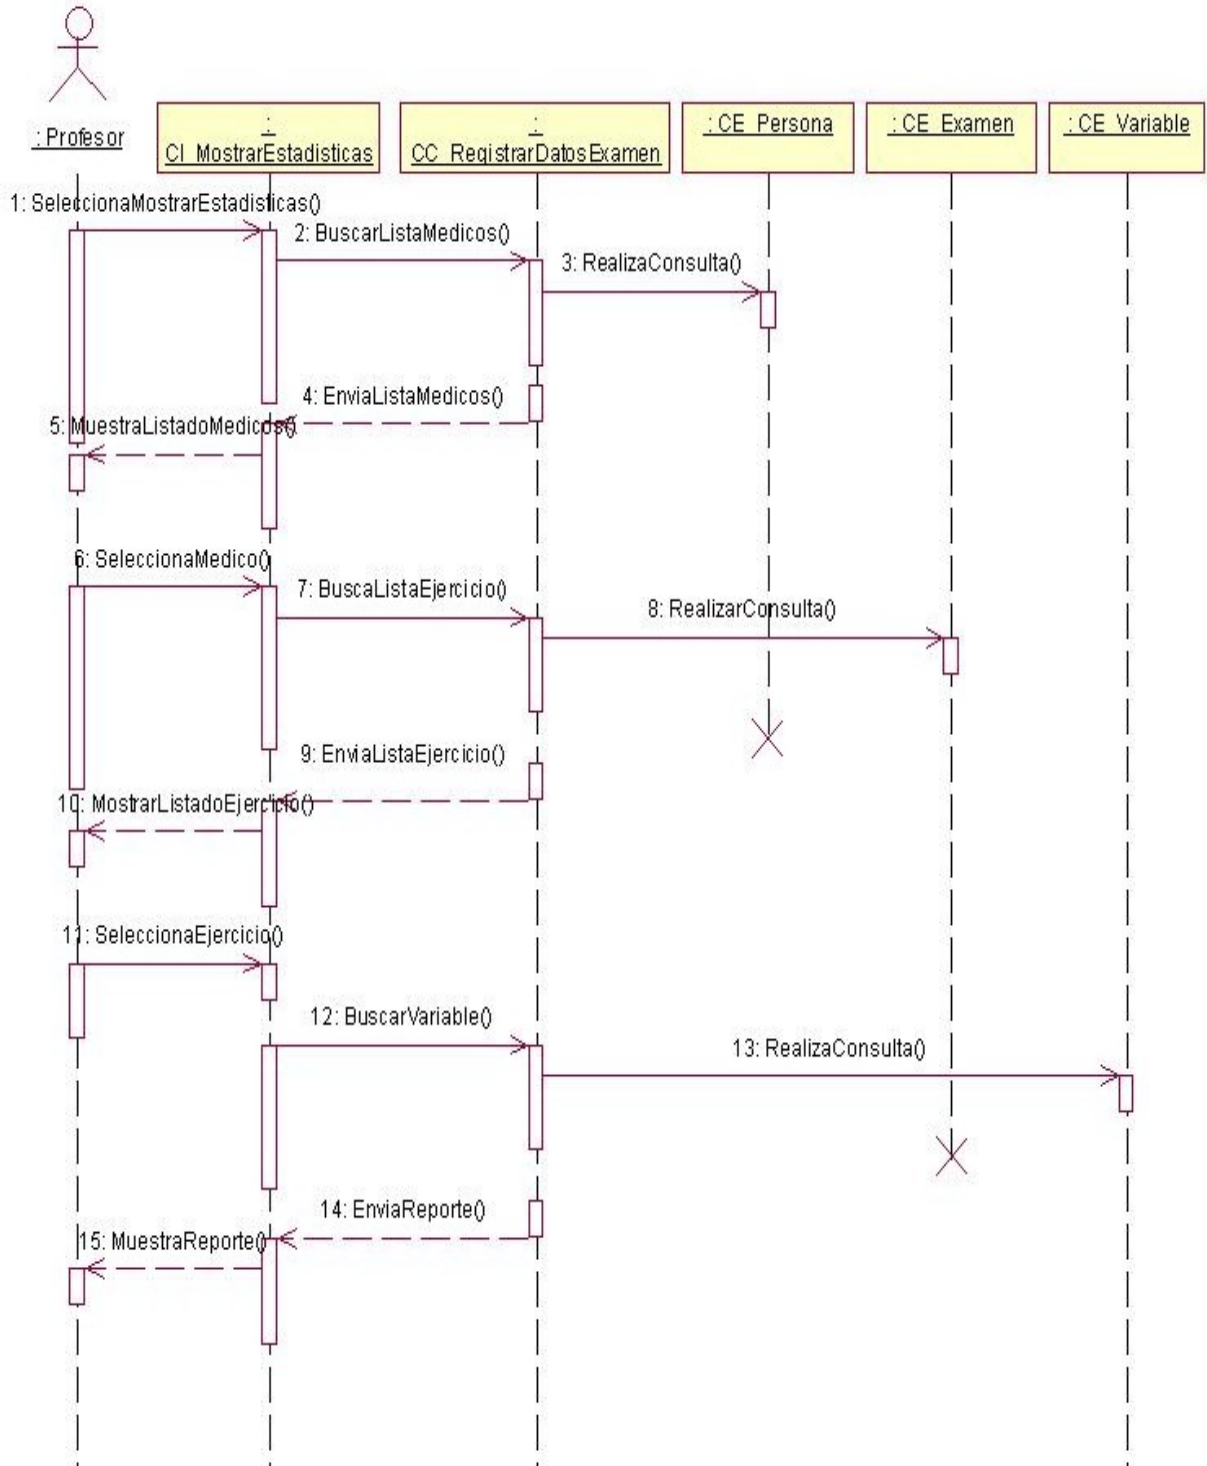 : Profesor
:
CI_MostrarEstadisticas
:
CC_RegistrarDatosExamen
: CE_Persona
: CE_Examen
: CE_Variable
1: SeleccionaMostrarEstadisticas()
2: BuscarListaMedicos()
3: RealizaConsulta()
4: EnviaListaMedicos()
5: MuestraListadoMedicos()
6: SeleccionaMedico()
7: BuscaListaEjercicio()
8: RealizarConsulta()
9: EnviaListaEjercicio()
10: MostrarListadoEjercicio()
11: SeleccionaEjercicio()
12: BuscarVariable()
13: RealizaConsulta()
14: EnviaReporte()
15: MuestraReporte()